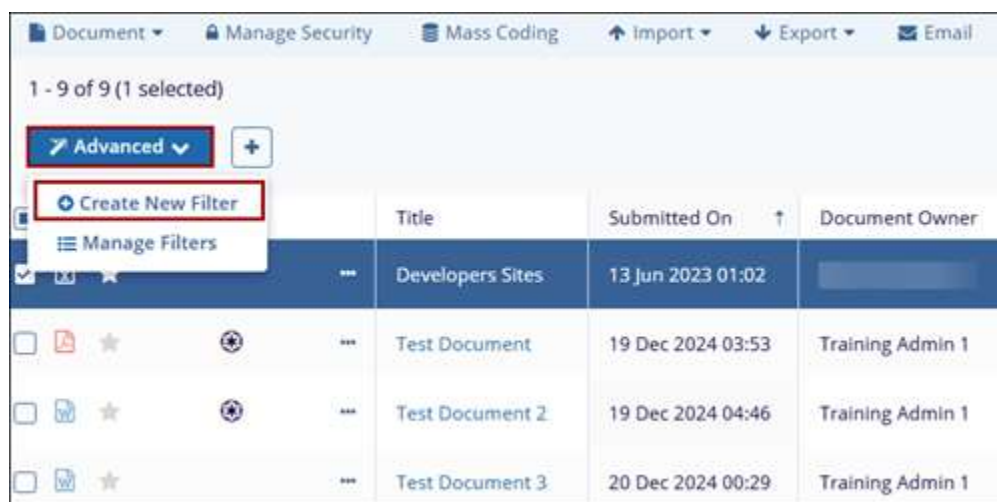 Document Manage Security Mass Coding Import Export Email
1 - 9 of 9 (1 selected)
Advanced +
Create New Filter
Manage Filters
Title Submitted On ↑ Document Owner
••• Developers Sites 13 Jun 2023 01:02
••• Test Document 19 Dec 2024 03:53 Training Admin 1
••• Test Document 2 19 Dec 2024 04:46 Training Admin 1
••• Test Document 3 20 Dec 2024 00:29 Training Admin 1